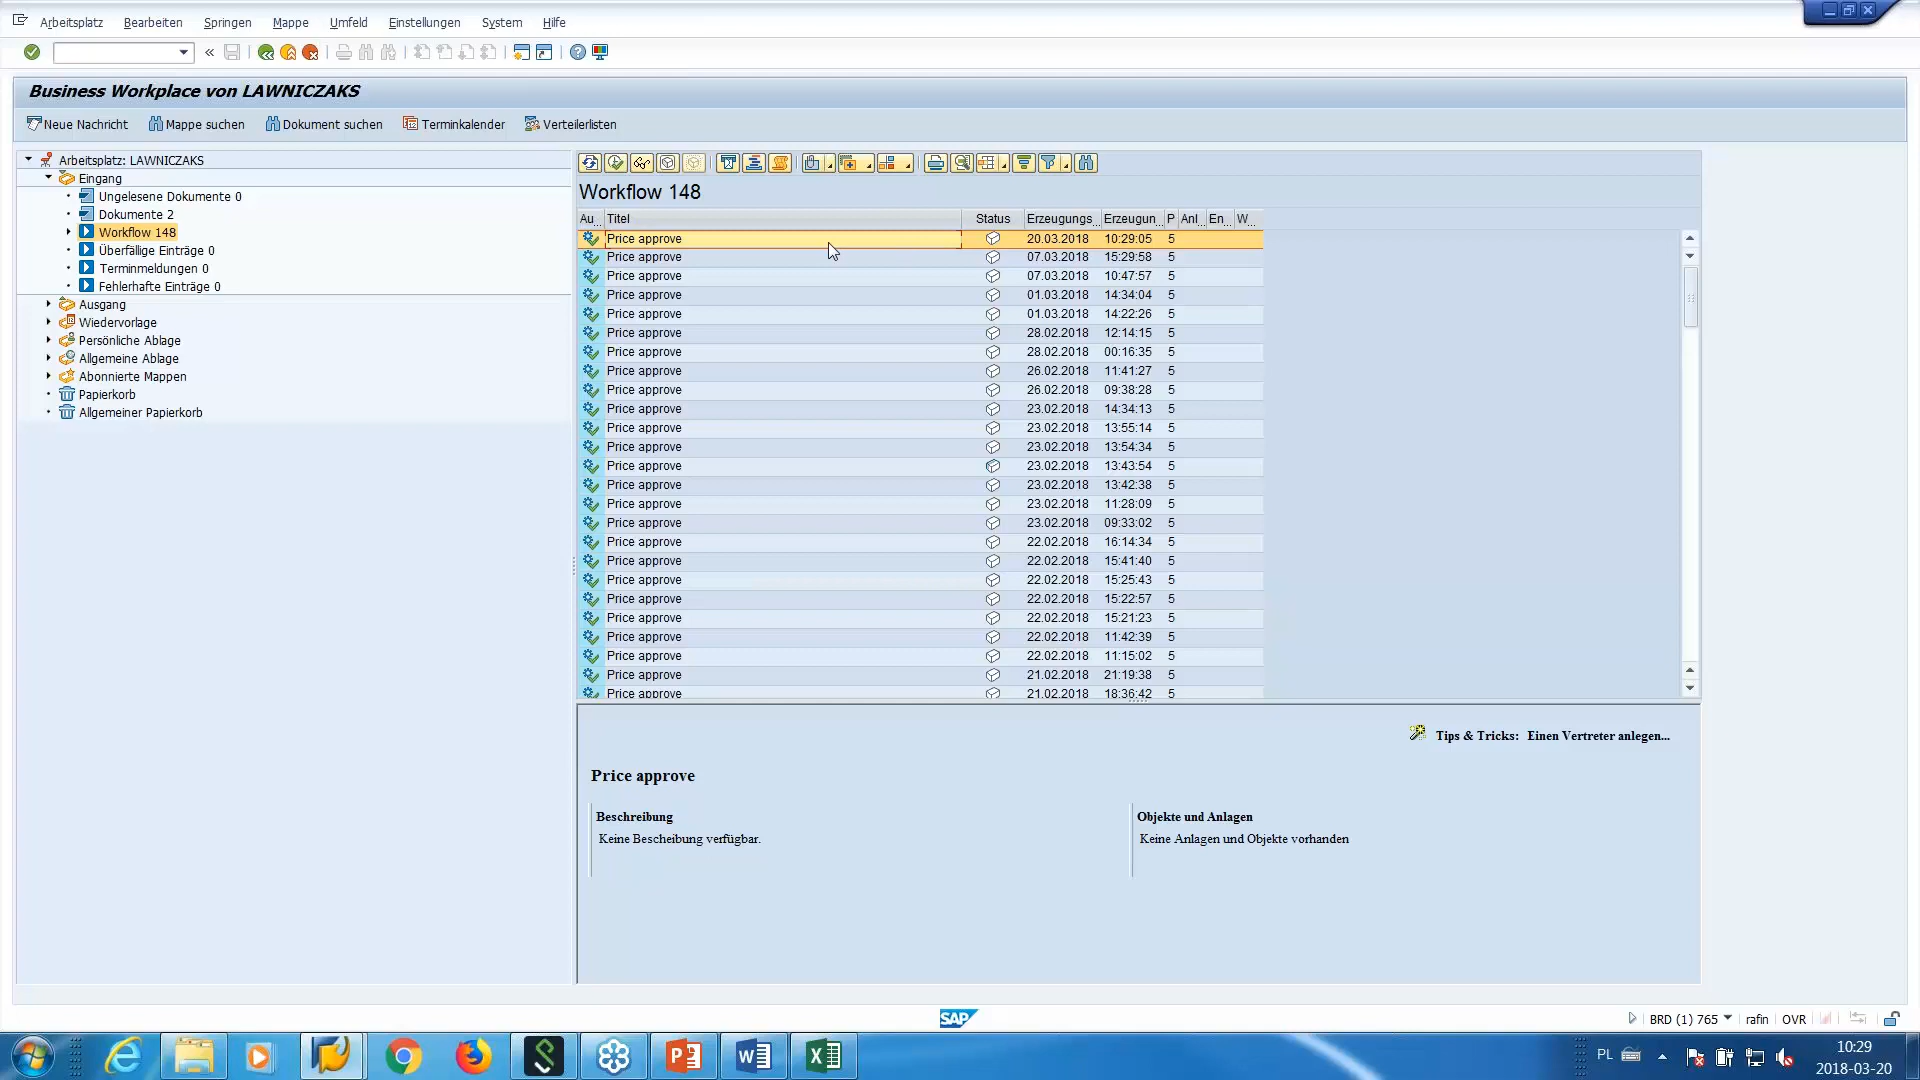 Arbeitsplatz Bearbeiten Springen Mappe Umfeld Einstellungen System Hilfe
Business Workplace von LAWNICZAKS
Neue Nachricht Mappe suchen Dokument suchen Terminkalender Verteilerlisten
Arbeitsplatz: LAWNICZAKS
Eingang
Ungelesene Dokumente 0
Dokumente 2
Workflow 148
Überfällige Einträge 0
Terminmeldungen 0
Fehlerhafte Einträge 0
Ausgang
Wiedervorlage
Persönliche Ablage
Allgemeine Ablage
Abonnierte Mappen
Papierkorb
Allgemeiner Papierkorb
Workflow 148
Au... Titel Status Erzeugungs... Erzeugun... P Anl... En... W...
Price approve 20.03.2018 10:29:05 5
Price approve 07.03.2018 15:29:58 5
Price approve 07.03.2018 10:47:57 5
Price approve 01.03.2018 14:34:04 5
Price approve 01.03.2018 14:22:26 5
Price approve 28.02.2018 12:14:15 5
Price approve 28.02.2018 00:16:35 5
Price approve 26.02.2018 11:41:27 5
Price approve 26.02.2018 09:38:28 5
Price approve 23.02.2018 14:34:13 5
Price approve 23.02.2018 13:55:14 5
Price approve 23.02.2018 13:54:34 5
Price approve 23.02.2018 13:43:54 5
Price approve 23.02.2018 13:42:38 5
Price approve 23.02.2018 11:28:09 5
Price approve 23.02.2018 09:33:02 5
Price approve 22.02.2018 16:14:34 5
Price approve 22.02.2018 15:41:40 5
Price approve 22.02.2018 15:25:43 5
Price approve 22.02.2018 15:22:57 5
Price approve 22.02.2018 15:21:23 5
Price approve 22.02.2018 11:42:39 5
Price approve 22.02.2018 11:15:02 5
Price approve 21.02.2018 21:19:38 5
Price approve 21.02.2018 18:36:42 5
Tips & Tricks: Einen Vertreter anlegen...
Price approve
Beschreibung Objekte und Anlagen
Keine Bescheibung verfügbar. Keine Anlagen und Objekte vorhanden
SAP
BRD (1) 765 rafin OVR
PL
10:29
2018-03-20